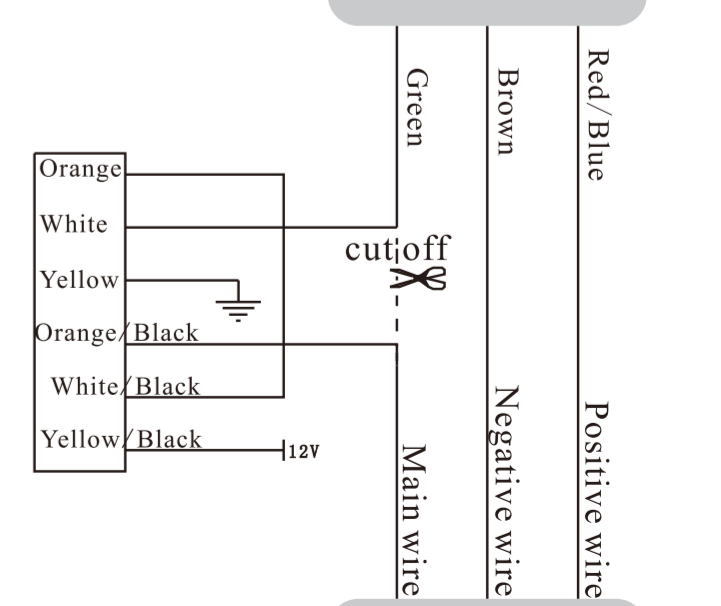 Green
Brown
Red/Blue
Orange
White
cut off
Yellow
Orange/Black
White/Black
Yellow/Black
12V
Main wire
Negative wire
Positive wire